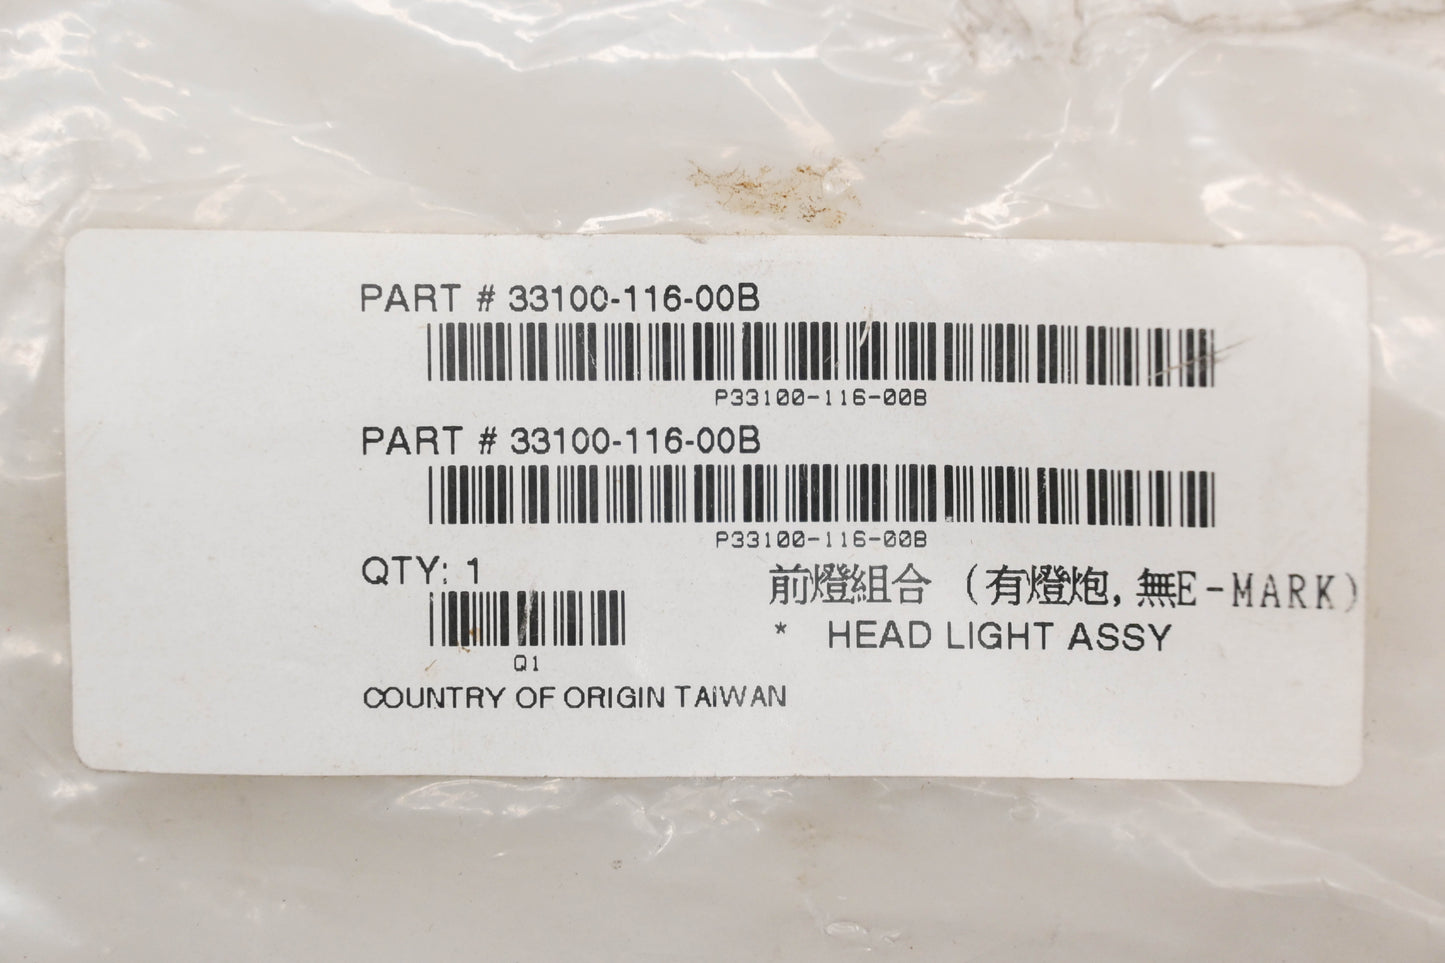 PART # 33100-116-00B
P33100-116-00B
PART # 33100-116-00B
P33100-116-00B
QTY: 1
Q1
前燈組合 (有燈炮, 無E-MARK)
* HEAD LIGHT ASSY
COUNTRY OF ORIGIN TAIWAN